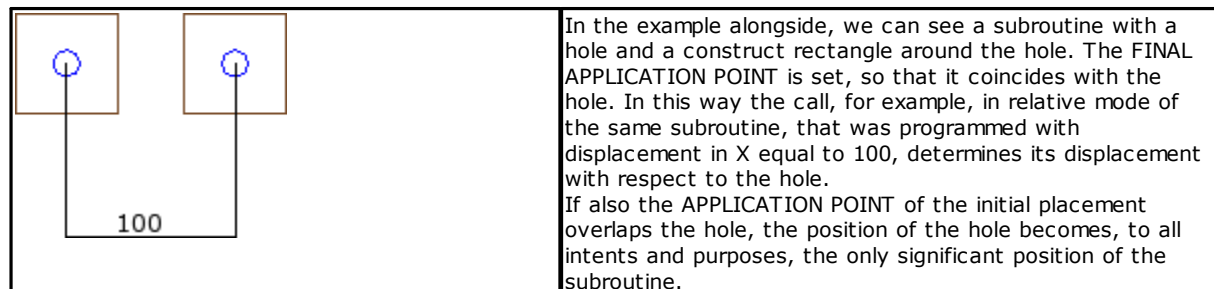 100
In the example alongside, we can see a subroutine with a
hole and a construct rectangle around the hole. The FINAL
APPLICATION POINT is set, so that it coincides with the
hole. In this way the call, for example, in relative mode of
the same subroutine, that was programmed with
displacement in X equal to 100, determines its displacement
with respect to the hole.
If also the APPLICATION POINT of the initial placement
overlaps the hole, the position of the hole becomes, to all
intents and purposes, the only significant position of the
subroutine.